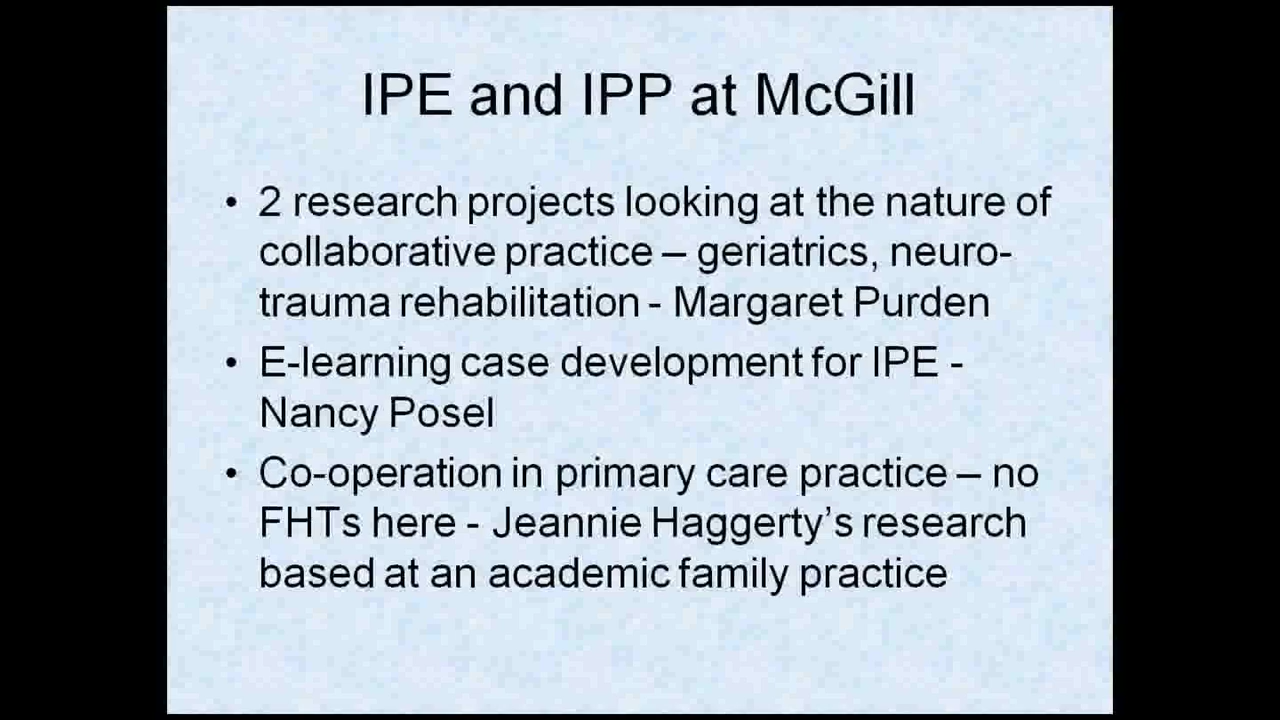 IPE and IPP at McGill
• 2 research projects looking at the nature of
collaborative practice – geriatrics, neuro-
trauma rehabilitation - Margaret Purden
• E-learning case development for IPE -
Nancy Posel
• Co-operation in primary care practice – no
FHTs here - Jeannie Haggerty’s research
based at an academic family practice